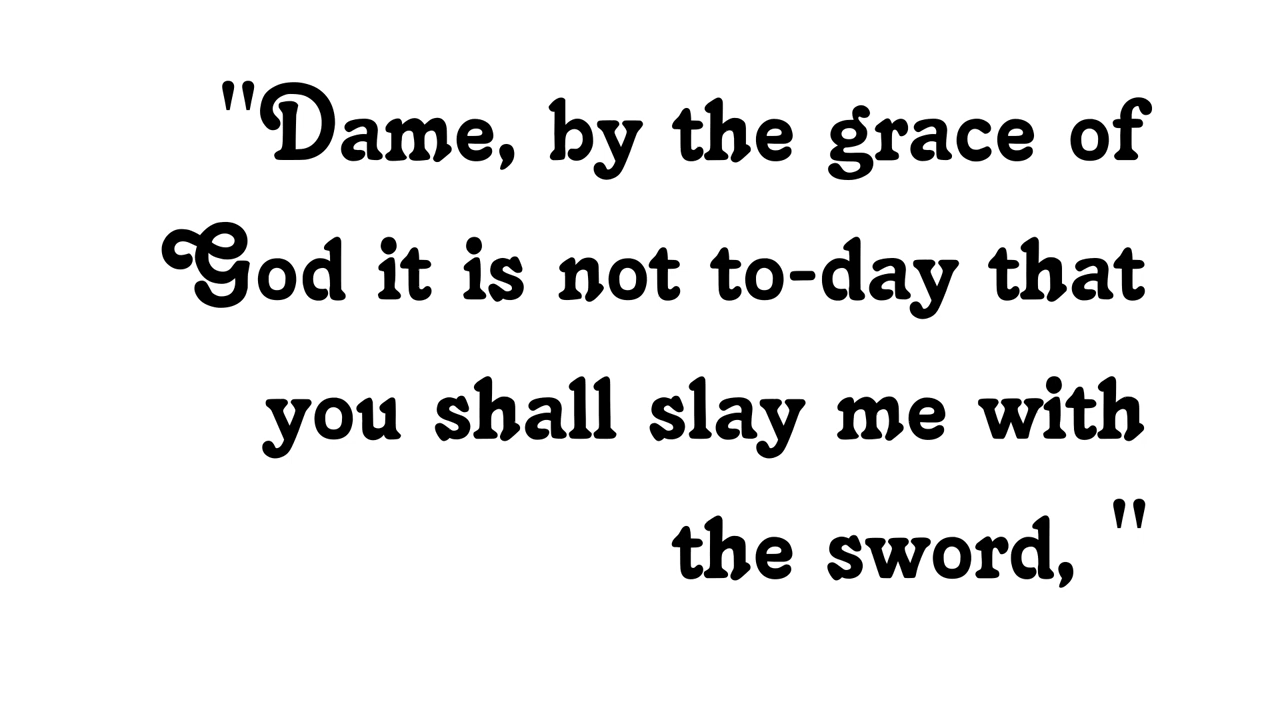 "Dame, by the grace of
God it is not to-day that
you shall slay me with
the sword, "